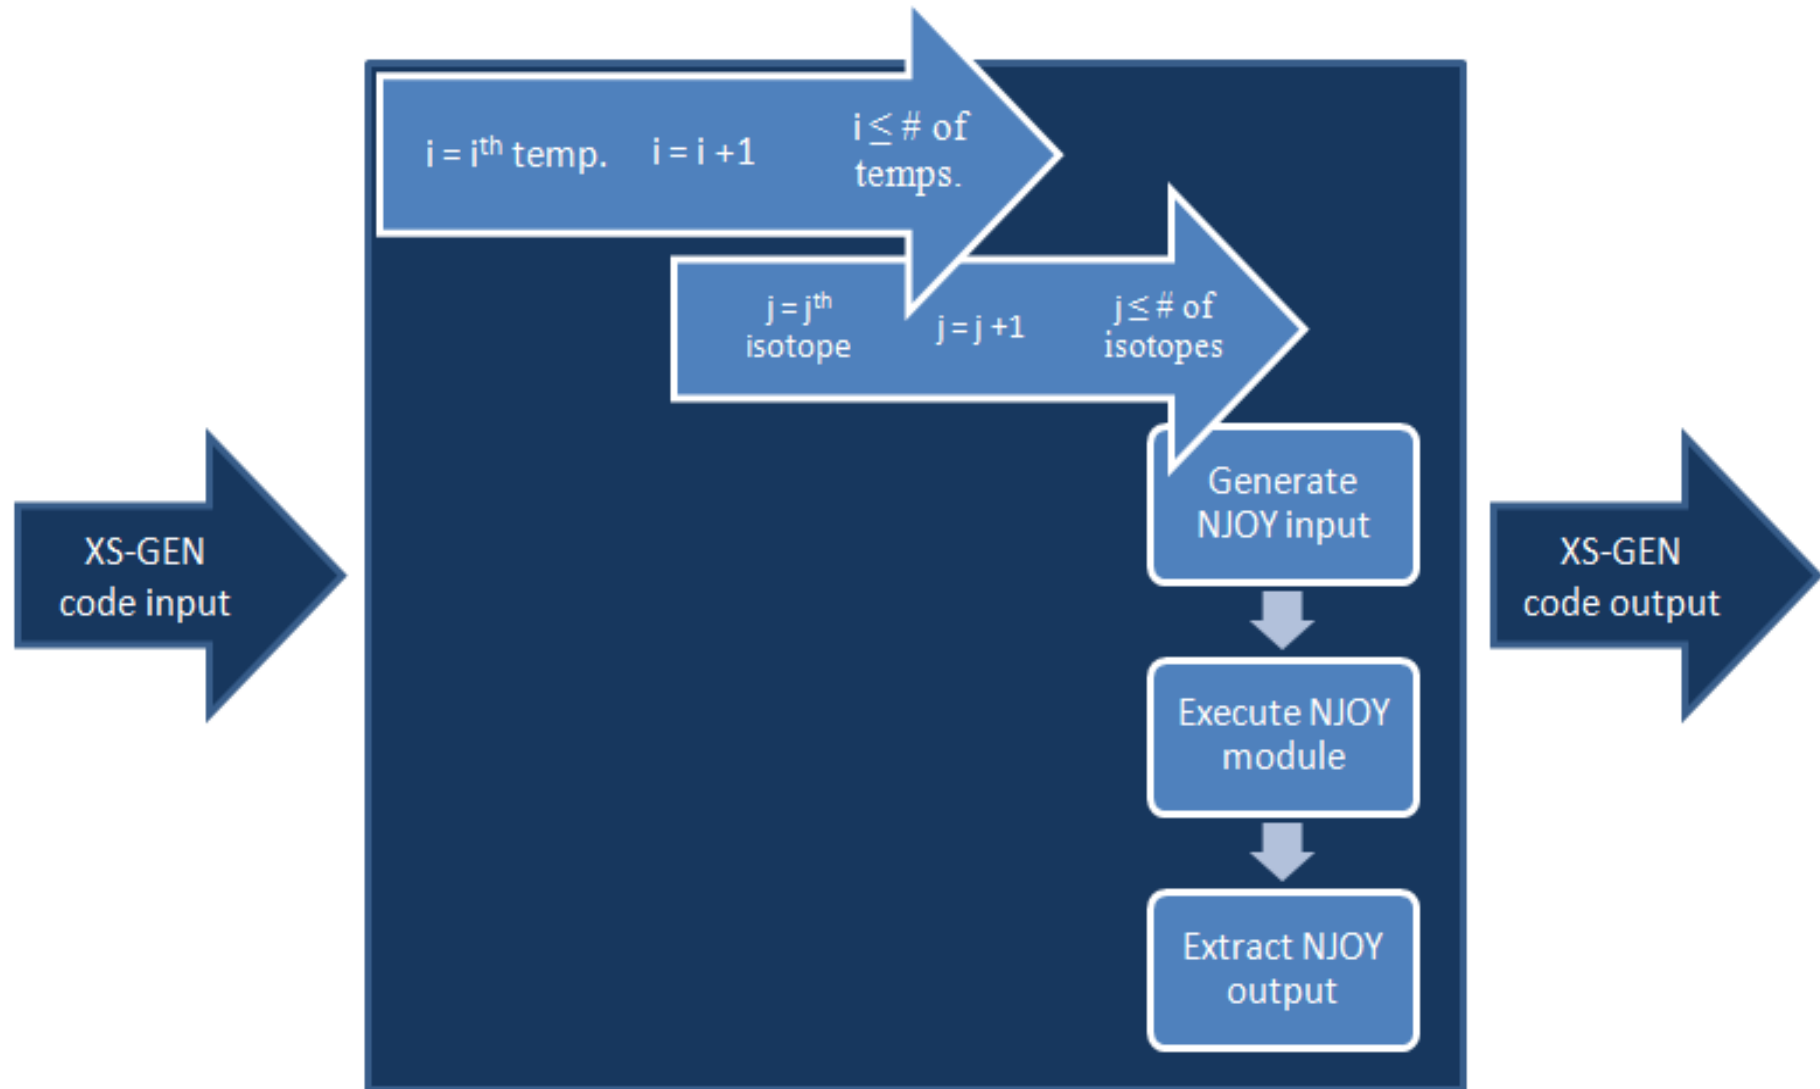 i = iᵗʰ temp.
i = i +1
i ≤ # of
temps.
j = jᵗʰ
isotope
j = j +1
j ≤ # of
isotopes
XS-GEN
code input
Generate
NJOY input
Execute NJOY
module
Extract NJOY
output
XS-GEN
code output